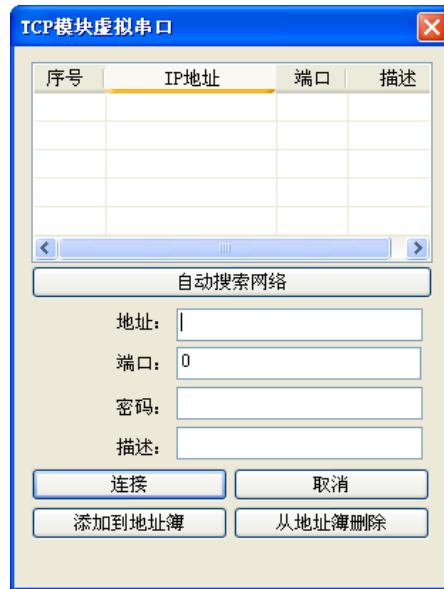 TCP模块虚拟串口
序号 IP地址 端口 描述
自动搜索网络
地址:
端口: 0
密码:
描述:
连接 取消
添加到地址簿 从地址簿删除